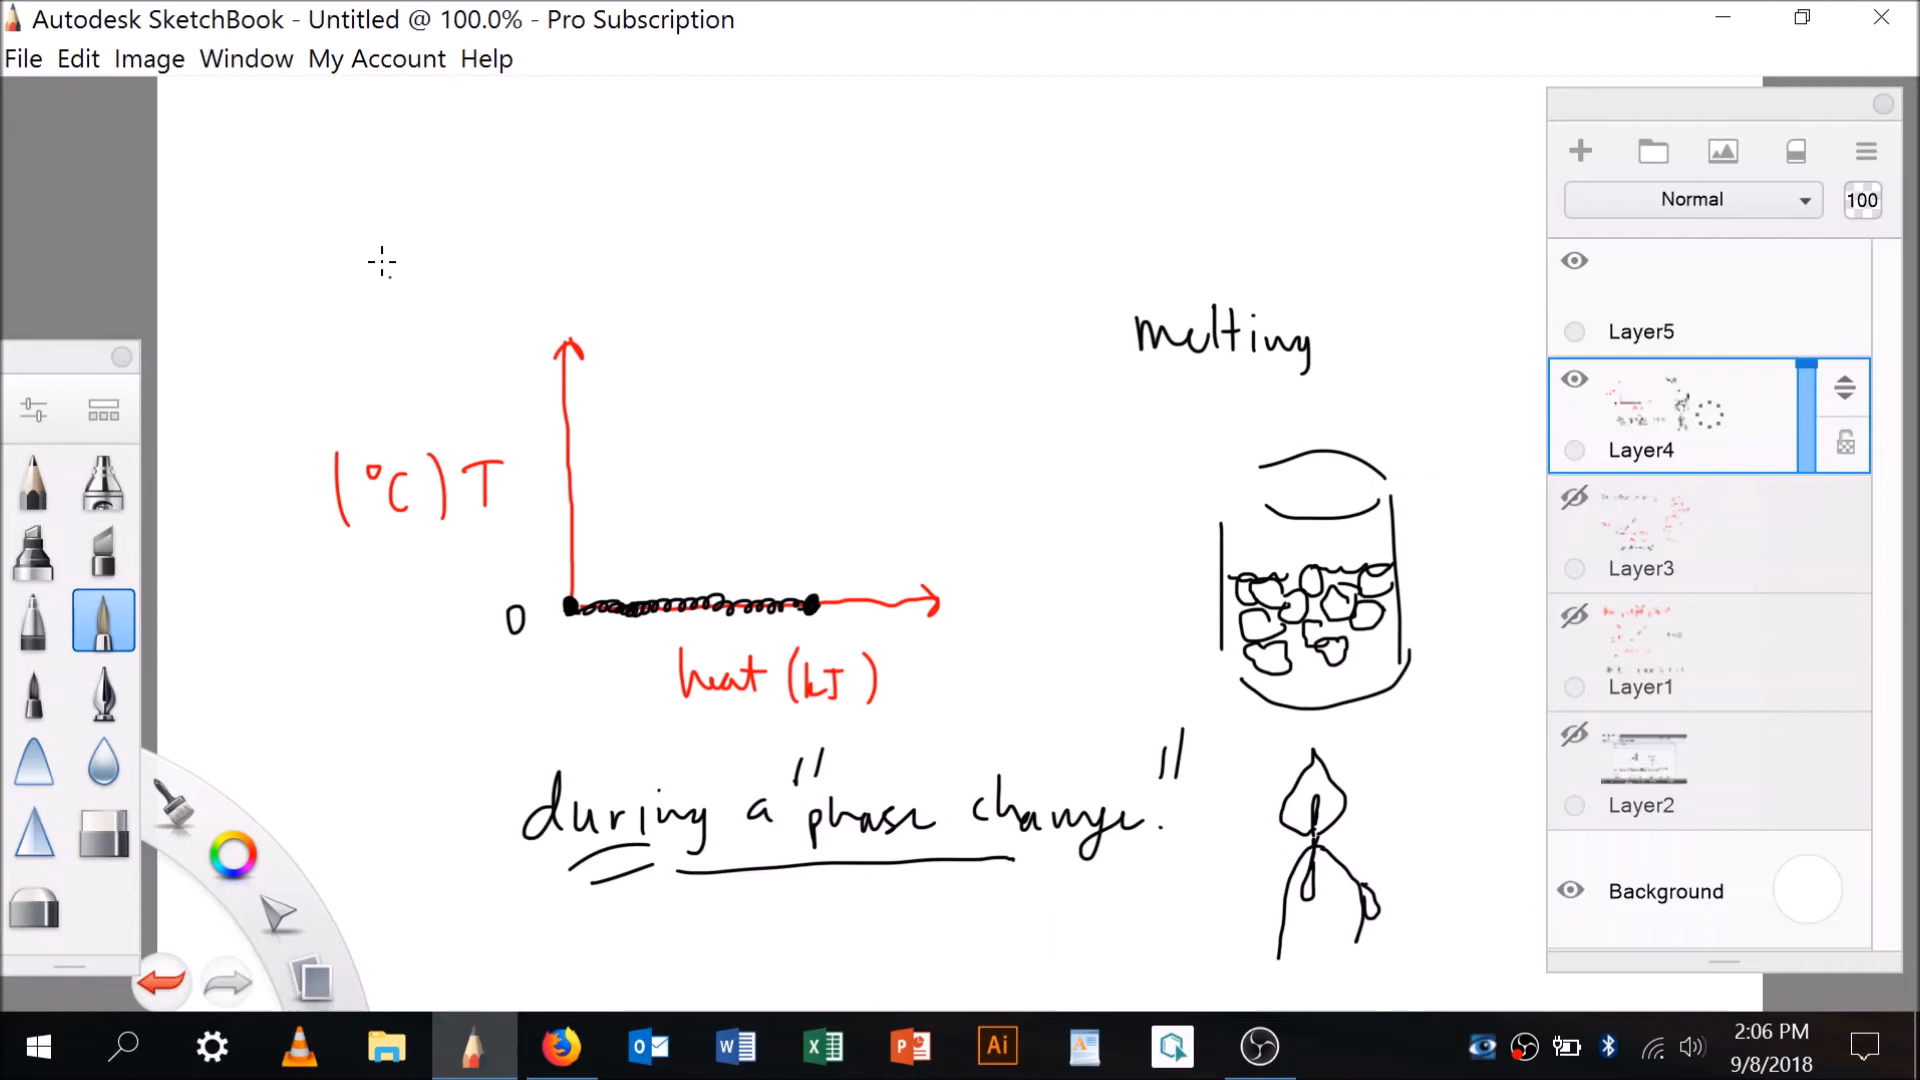 Autodesk SketchBook - Untitled @ 100.0% - Pro Subscription
File Edit Image Window My Account Help
Normal
100
Layer5
Layer4
Layer3
Layer1
Layer2
Background
melting
(°C) T
0
heat (kJ)
during a "phase change."
Ai
2:06 PM
9/8/2018